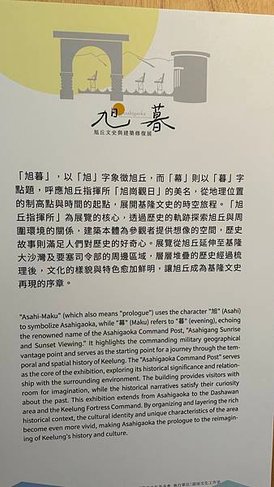 旭暮
Asahigaoka
旭丘文史與建築修復展
「旭暮」，以「旭」字象徵旭丘，而「幕」則以「暮」字
點題，呼應旭丘指揮所「旭崗觀日」的美名，從地理位置
的制高點與時間的起點，展開基隆文史的時空旅程。「旭
丘指揮所」為展覽的核心，透過歷史的軌跡探索旭丘與周
圍環境的關係，建築本體為參觀者提供想像的空間，歷史
故事則滿足人們對歷史的好奇心。展覽從旭丘延伸至基隆
大沙灣及要塞司令部的周邊區域，層層堆疊的歷史經過梳
理後，文化的樣貌與特色愈加鮮明，讓旭丘成為基隆文史
再現的序章。
"Asahi-Maku" (which also means "prologue") uses the character "旭" (Asahi)
to symbolize Asahigaoka, while "幕" (Maku) refers to "暮" (evening), echoing
the renowned name of the Asahigaoka Command Post, "Asahigang Sunrise
and Sunset Viewing." It highlights the commanding military geographical
vantage point and serves as the starting point for a journey through the tem-
poral and spatial history of Keelung. The "Asahigaoka Command Post" serves
as the core of the exhibition, exploring its historical significance and relation-
ship with the surrounding environment. The building provides visitors with
room for imagination, while the historical narratives satisfy their curiosity
about the past. This exhibition extends from Asahigaoka to the Dashawan
area and the Keelung Fortress Command. By organizing and layering the rich
historical context, the cultural identity and unique characteristics of the area
become even more vivid, making Asahigaoka the prologue to the reimagin-
ing of Keelung's history and culture.